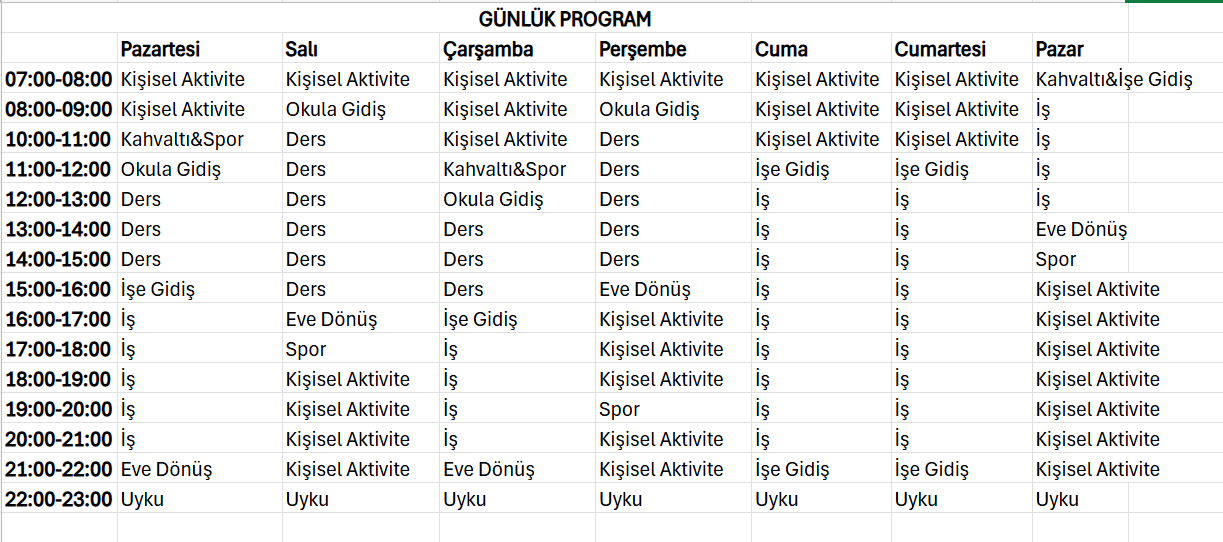 GÜNLÜK PROGRAM
Pazartesi Salı Çarşamba Perşembe Cuma Cumartesi Pazar
07:00-08:00 Kişisel Aktivite Kişisel Aktivite Kişisel Aktivite Kişisel Aktivite Kişisel Aktivite Kişisel Aktivite Kahvaltı&İşe Gidiş
08:00-09:00 Kişisel Aktivite Okula Gidiş Kişisel Aktivite Okula Gidiş Kişisel Aktivite Kişisel Aktivite İş
10:00-11:00 Kahvaltı&Spor Ders Kişisel Aktivite Ders Kişisel Aktivite Kişisel Aktivite İş
11:00-12:00 Okula Gidiş Ders Kahvaltı&Spor Ders İşe Gidiş İşe Gidiş İş
12:00-13:00 Ders Ders Okula Gidiş Ders İş İş İş
13:00-14:00 Ders Ders Ders Ders İş İş Eve Dönüş
14:00-15:00 Ders Ders Ders Ders İş İş Spor
15:00-16:00 İşe Gidiş Ders Ders Eve Dönüş İş İş Kişisel Aktivite
16:00-17:00 İş Eve Dönüş İşe Gidiş Kişisel Aktivite İş İş Kişisel Aktivite
17:00-18:00 İş Spor İş Kişisel Aktivite İş İş Kişisel Aktivite
18:00-19:00 İş Kişisel Aktivite İş Kişisel Aktivite İş İş Kişisel Aktivite
19:00-20:00 İş Kişisel Aktivite İş Spor İş İş Kişisel Aktivite
20:00-21:00 İş Kişisel Aktivite İş Kişisel Aktivite İş İş Kişisel Aktivite
21:00-22:00 Eve Dönüş Kişisel Aktivite Eve Dönüş Kişisel Aktivite İşe Gidiş İşe Gidiş Kişisel Aktivite
22:00-23:00 Uyku Uyku Uyku Uyku Uyku Uyku Uyku